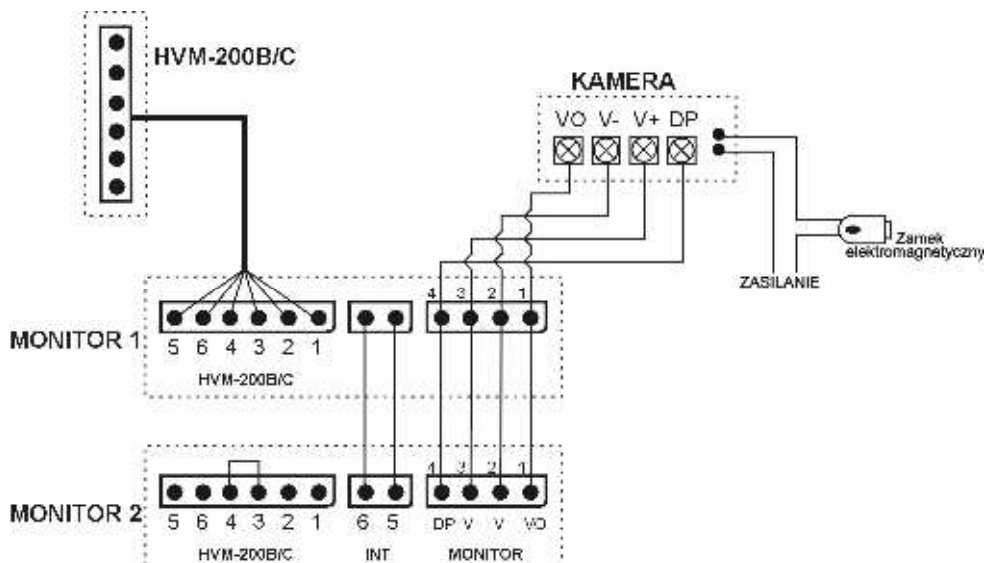 HVM-200B/C
KAMERA
VO V- V+ DP
Zamek
elektromagnetyczny
ZASILANIE
4 3 2 1
MONITOR 1
5 6 4 3 2 1
HVM-200B/C
4 3 2 1
MONITOR 2
5 6 4 3 2 1
6 5
DP V V VO
HVM-200B/C
INT
MONITOR